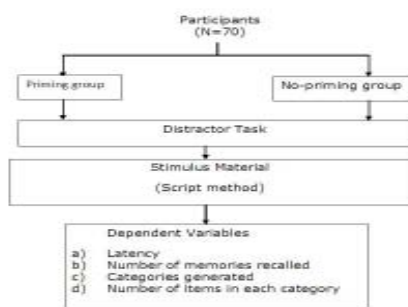 Participants
(N=70)
Priming group
No-priming group
Distractor Task
Stimulus Material
(Script method)
Dependent Variables
a) Latency
b) Number of memories recalled
c) Categories generated
d) Number of items in each category